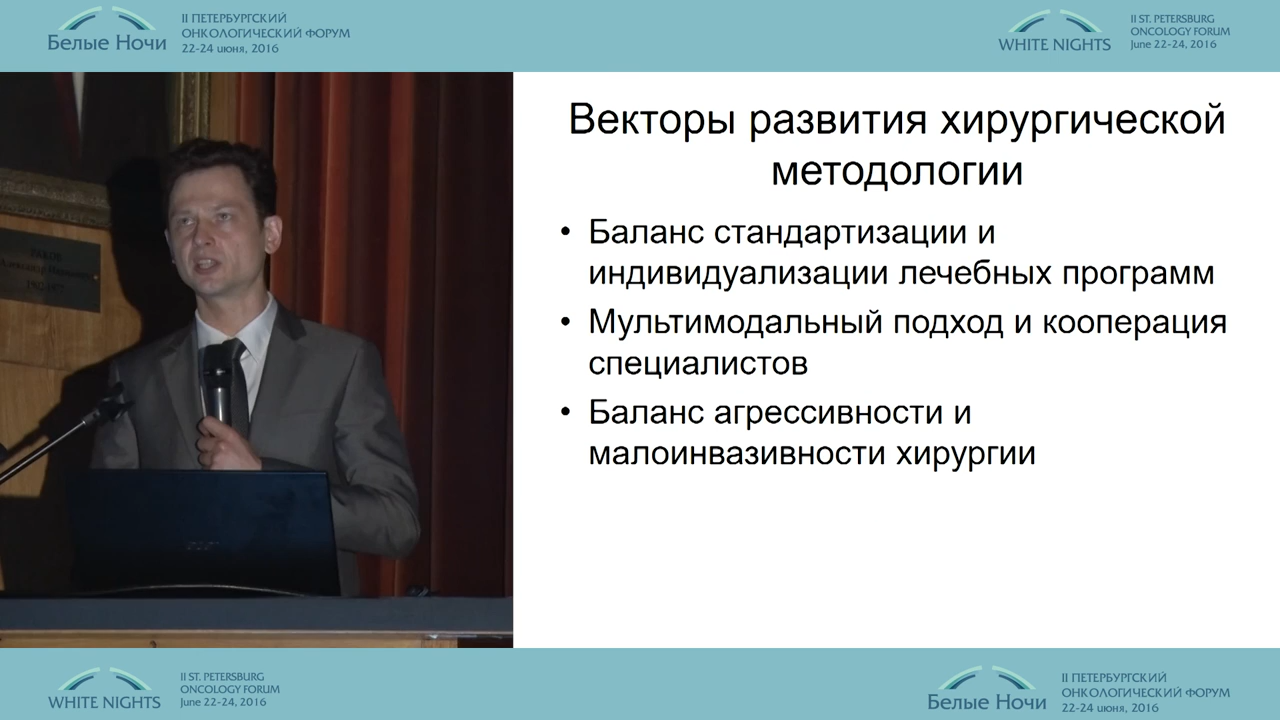 Белые Ночи
II ПЕТЕРБУРГСКИЙ
ОНКОЛОГИЧЕСКИЙ ФОРУМ
22-24 июня, 2016
WHITE NIGHTS
II ST. PETERSBURG
ONCOLOGY FORUM
June 22-24, 2016
Векторы развития хирургической
методологии
• Баланс стандартизации и
индивидуализации лечебных программ
• Мультимодальный подход и кооперация
специалистов
• Баланс агрессивности и
малоинвазивности хирургии
WHITE NIGHTS
II ST. PETERSBURG
ONCOLOGY FORUM
June 22-24, 2016
Белые Ночи
II ПЕТЕРБУРГСКИЙ
ОНКОЛОГИЧЕСКИЙ ФОРУМ
22-24 июня, 2016